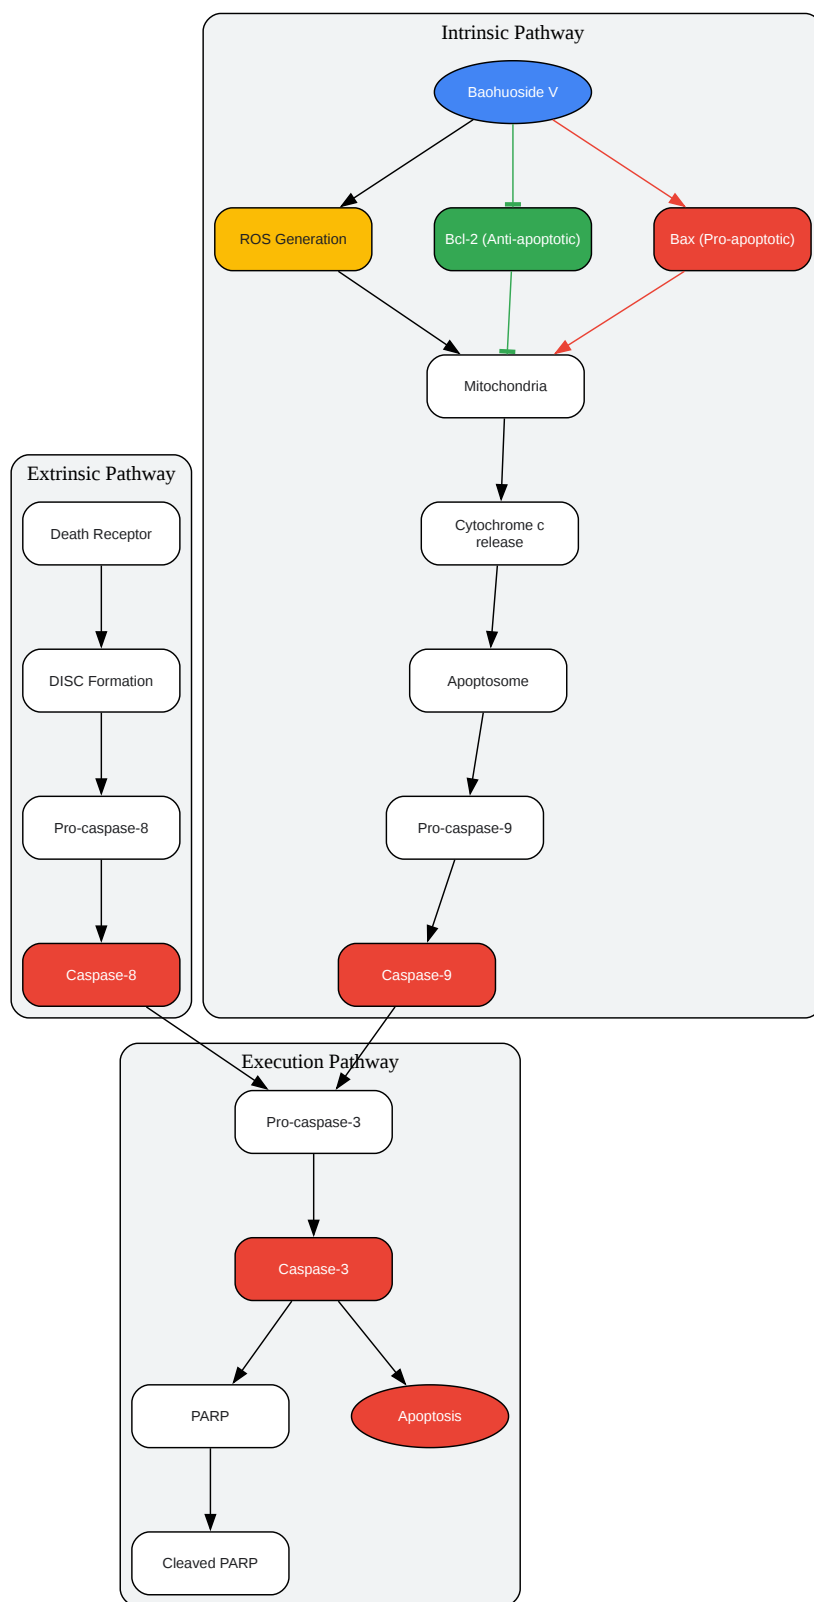 Intrinsic Pathway
Baohuoside V
ROS Generation
Bcl-2 (Anti-apoptotic)
Bax (Pro-apoptotic)
Mitochondria
Extrinsic Pathway
Death Receptor
Cytochrome c
release
DISC Formation
Apoptosome
Pro-caspase-8
Pro-caspase-9
Caspase-8
Caspase-9
Execution Pathway
Pro-caspase-3
Caspase-3
PARP
Apoptosis
Cleaved PARP